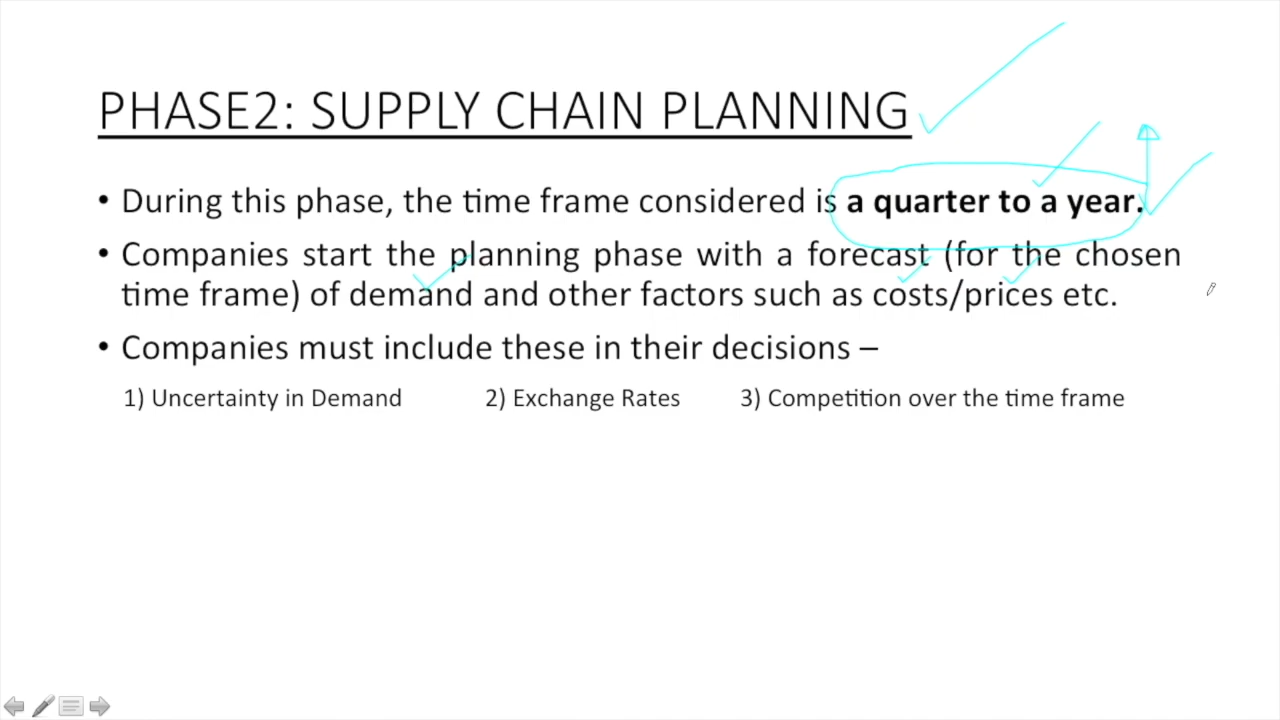 PHASE2: SUPPLY CHAIN PLANNING
• During this phase, the time frame considered is a quarter to a year.
• Companies start the planning phase with a forecast (for the chosen
time frame) of demand and other factors such as costs/prices etc.
• Companies must include these in their decisions –
1) Uncertainty in Demand 2) Exchange Rates 3) Competition over the time frame